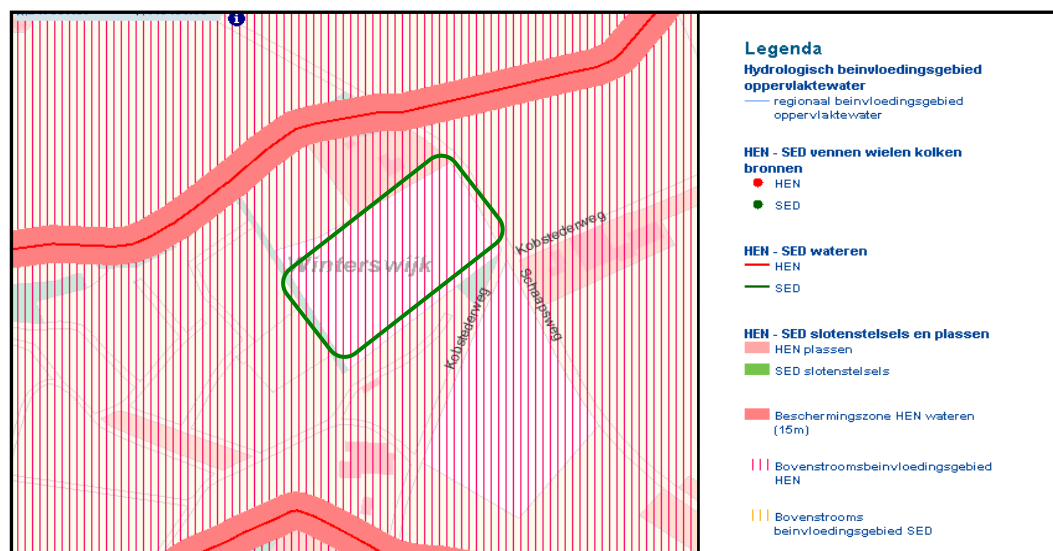 i
Winterswijk
Kobstederweg
Schaapsweg
Kobstederweg
Legenda
Hydrologisch beinvloedingsgebied
oppervlaktewater
regionaal beinvloedingsgebied
oppervlaktewater
HEN - SED vennen wielen kolken
bronnen
HEN
SED
HEN - SED wateren
HEN
SED
HEN - SED slotenstelsels en plassen
HEN plassen
SED slotenstelsels
Beschermingszone HEN wateren
(15m)
Bovenstroomsbeinvloedingsgebied
HEN
Bovenstrooms
beinvloedingsgebied SED